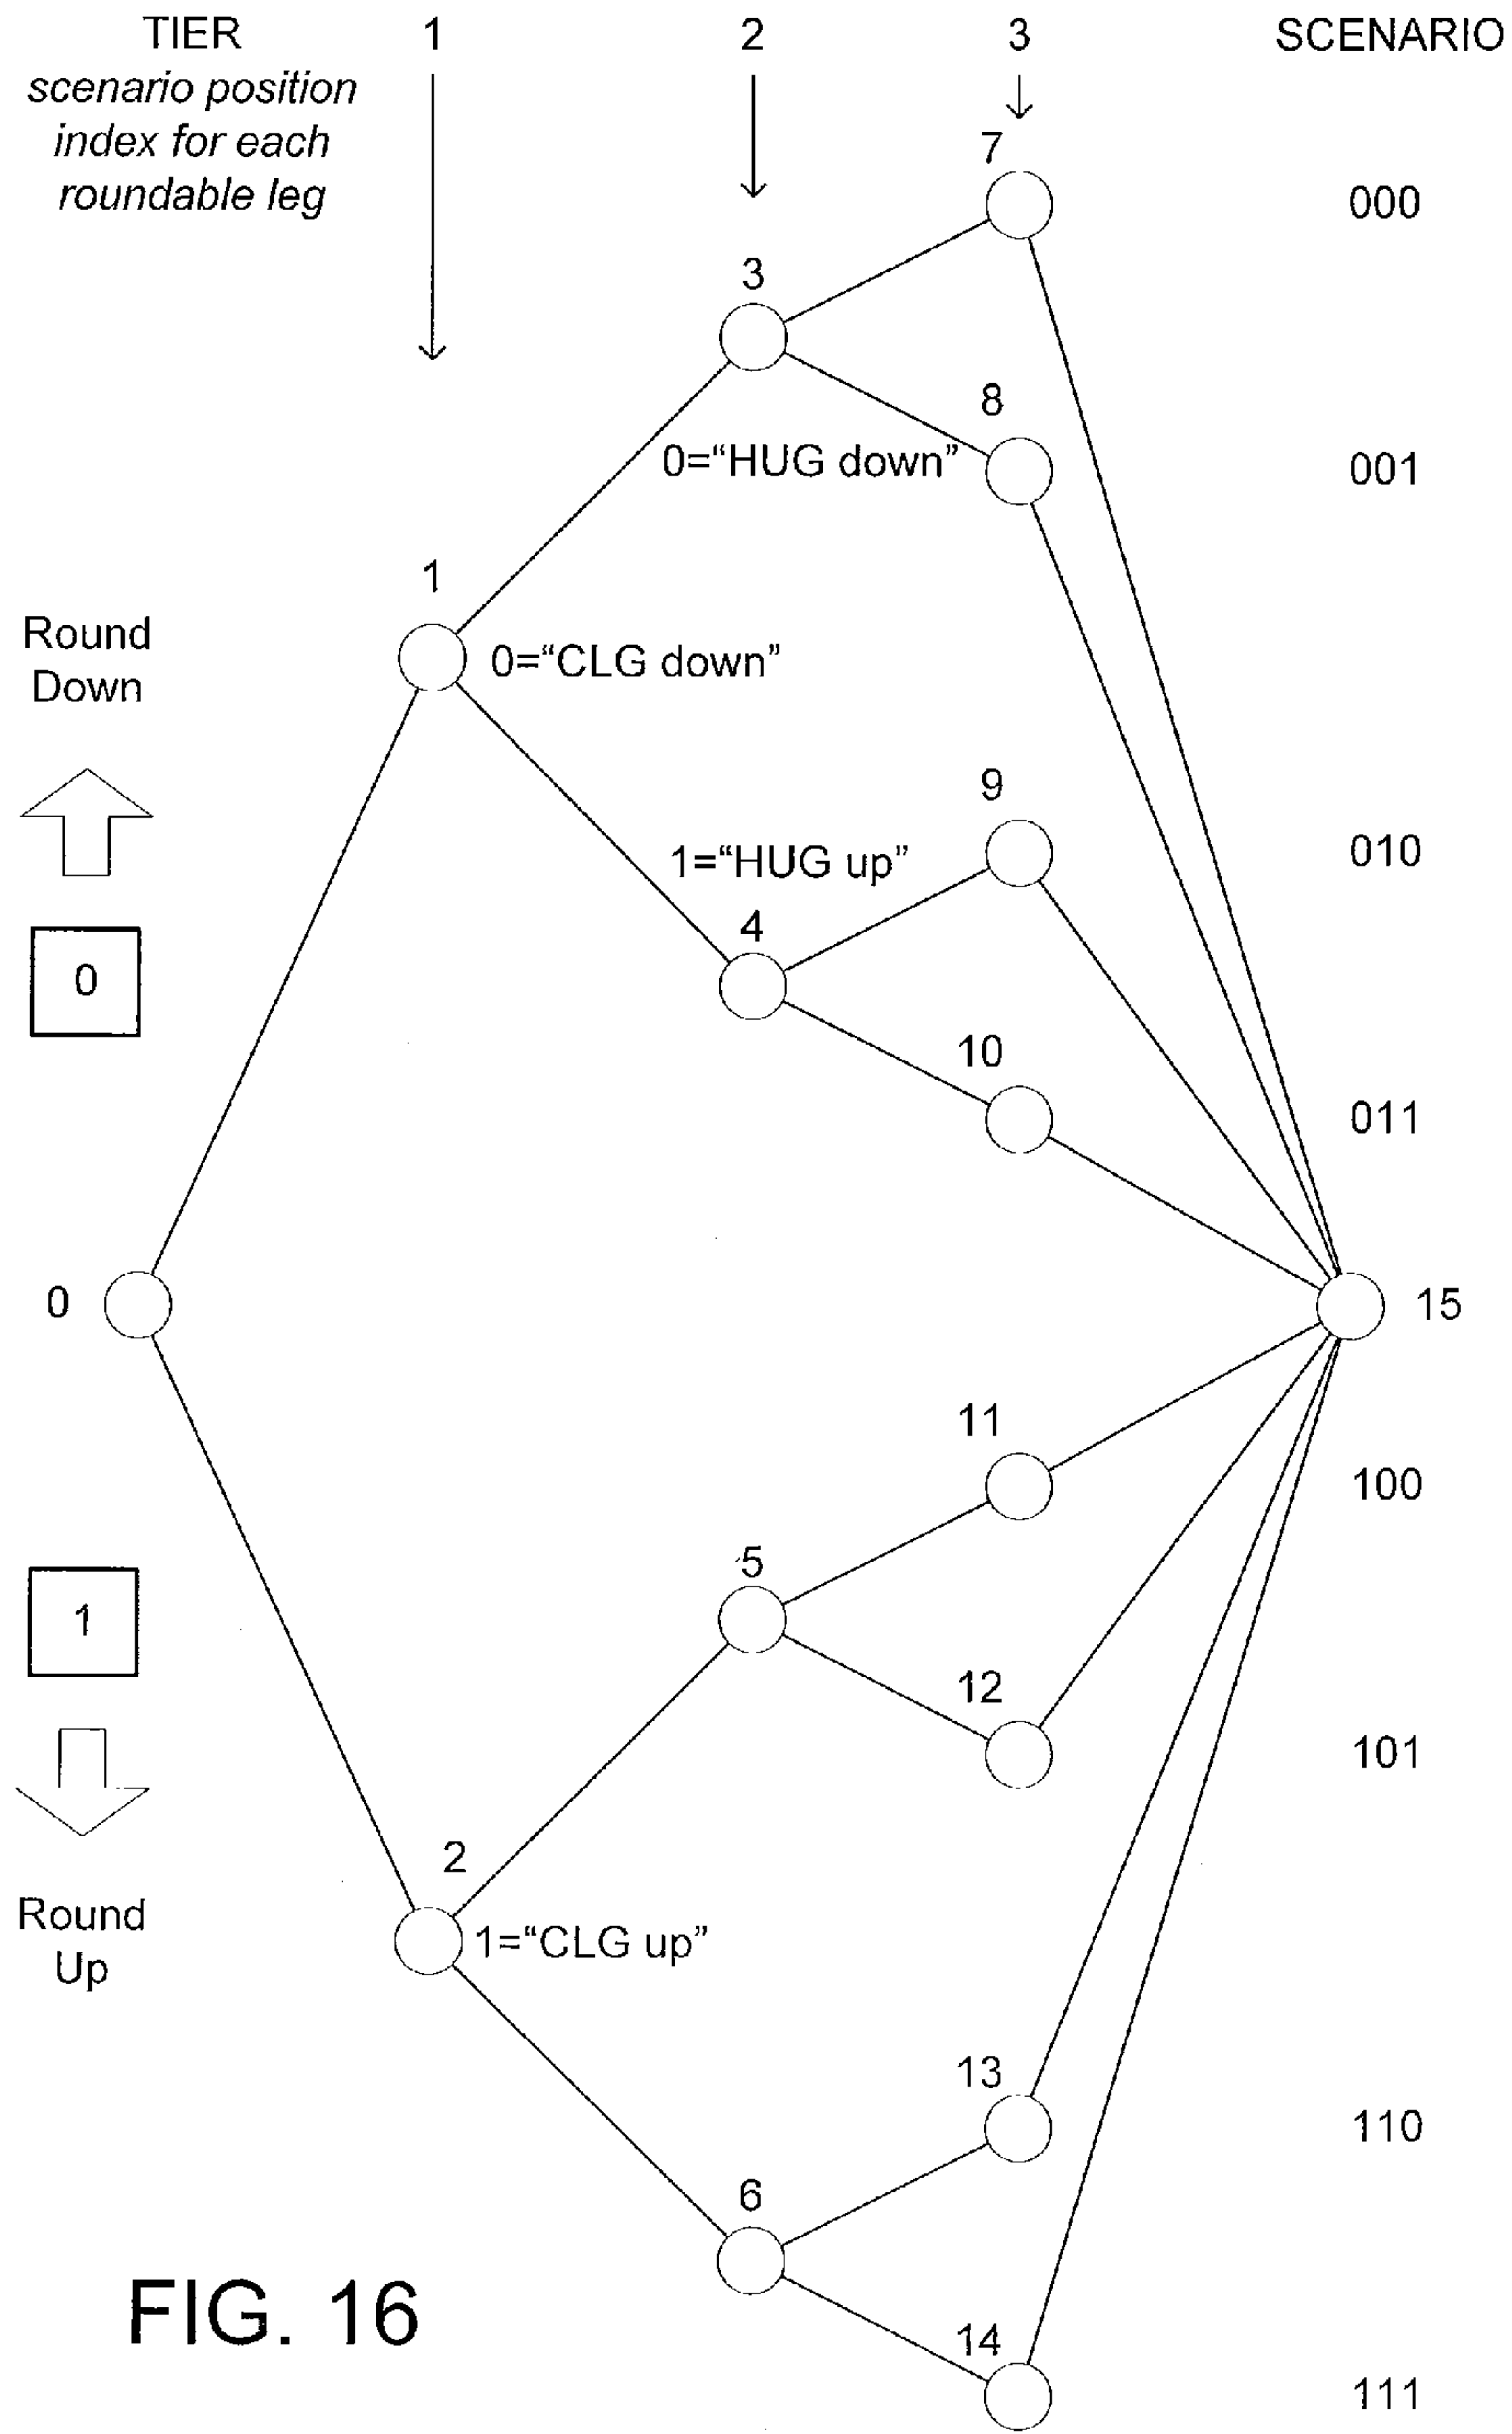 TIER 1 2 3 SCENARIO
scenario position
index for each
roundable leg
7
000
3
8
0="HUG down"
001
1
Round
Down
0="CLG down"
9
1="HUG up"
010
4
0
10
011
0
15
11
100
5
1
12
101
2
Round
Up
1="CLG up"
13
110
6
14
111
FIG. 16